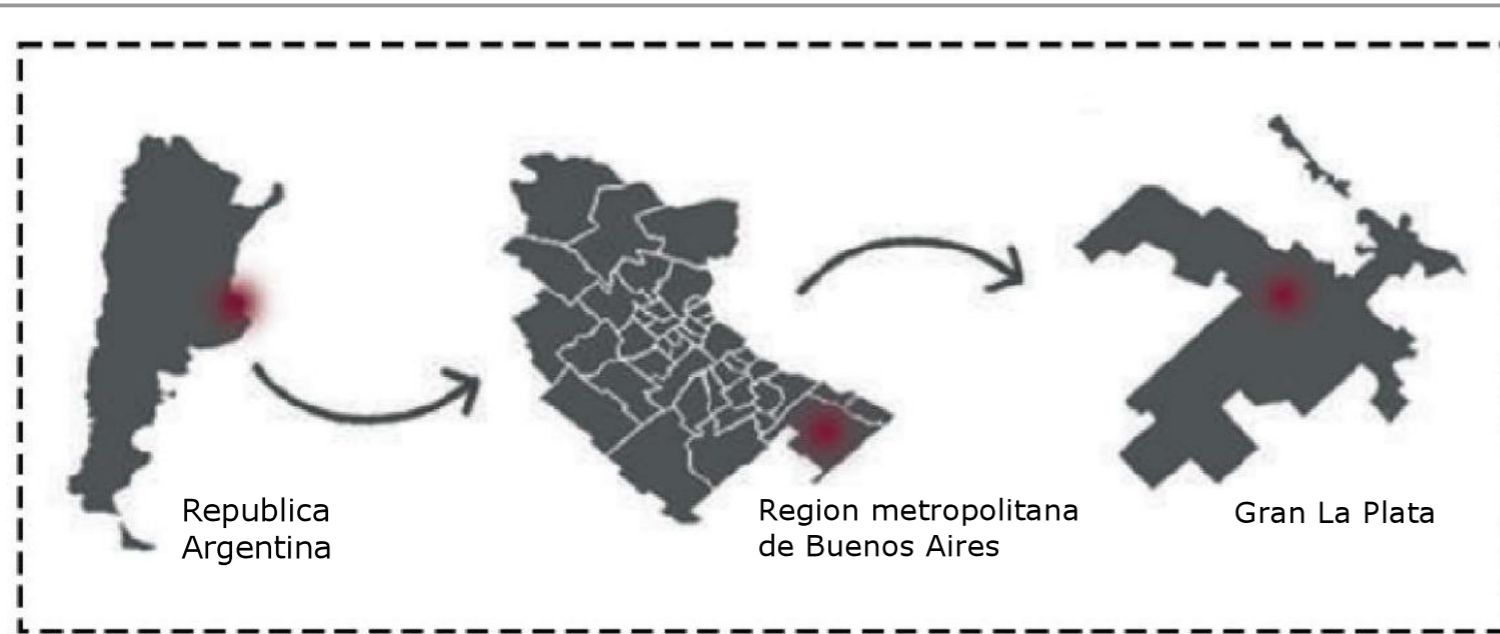 Republica
Argentina
Region metropolitana
de Buenos Aires
Gran La Plata